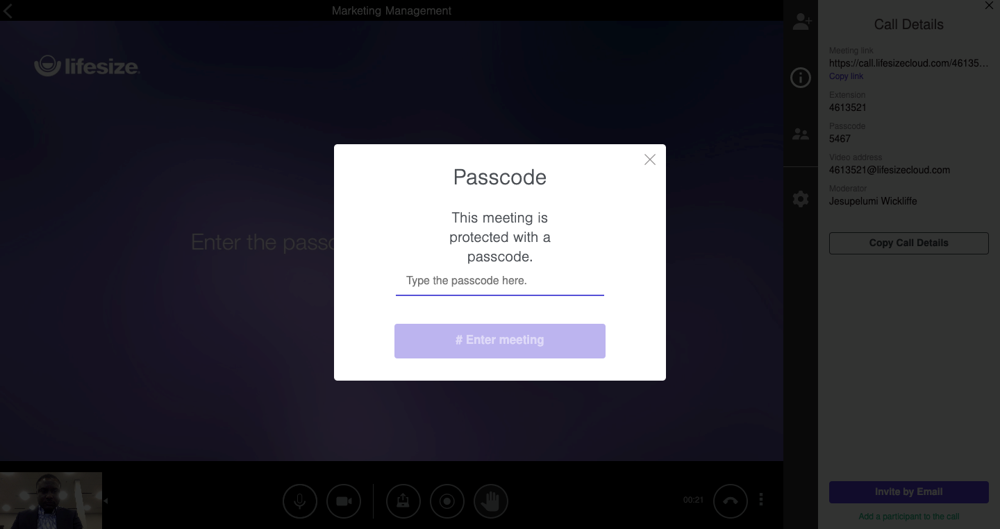 Marketing Management
lifesize
Enter the passc
Passcode
This meeting is
protected with a
passcode.
Type the passcode here.
# Enter meeting
00:21
Call Details
Meeting link
https://call.lifesizecloud.com/46135...
Copy link
Extension
4613521
Passcode
5467
Video address
4613521@lifesizecloud.com
Moderator
Jesupelumi Wickliffe
Copy Call Details
Invite by Email
Add a participant to the call